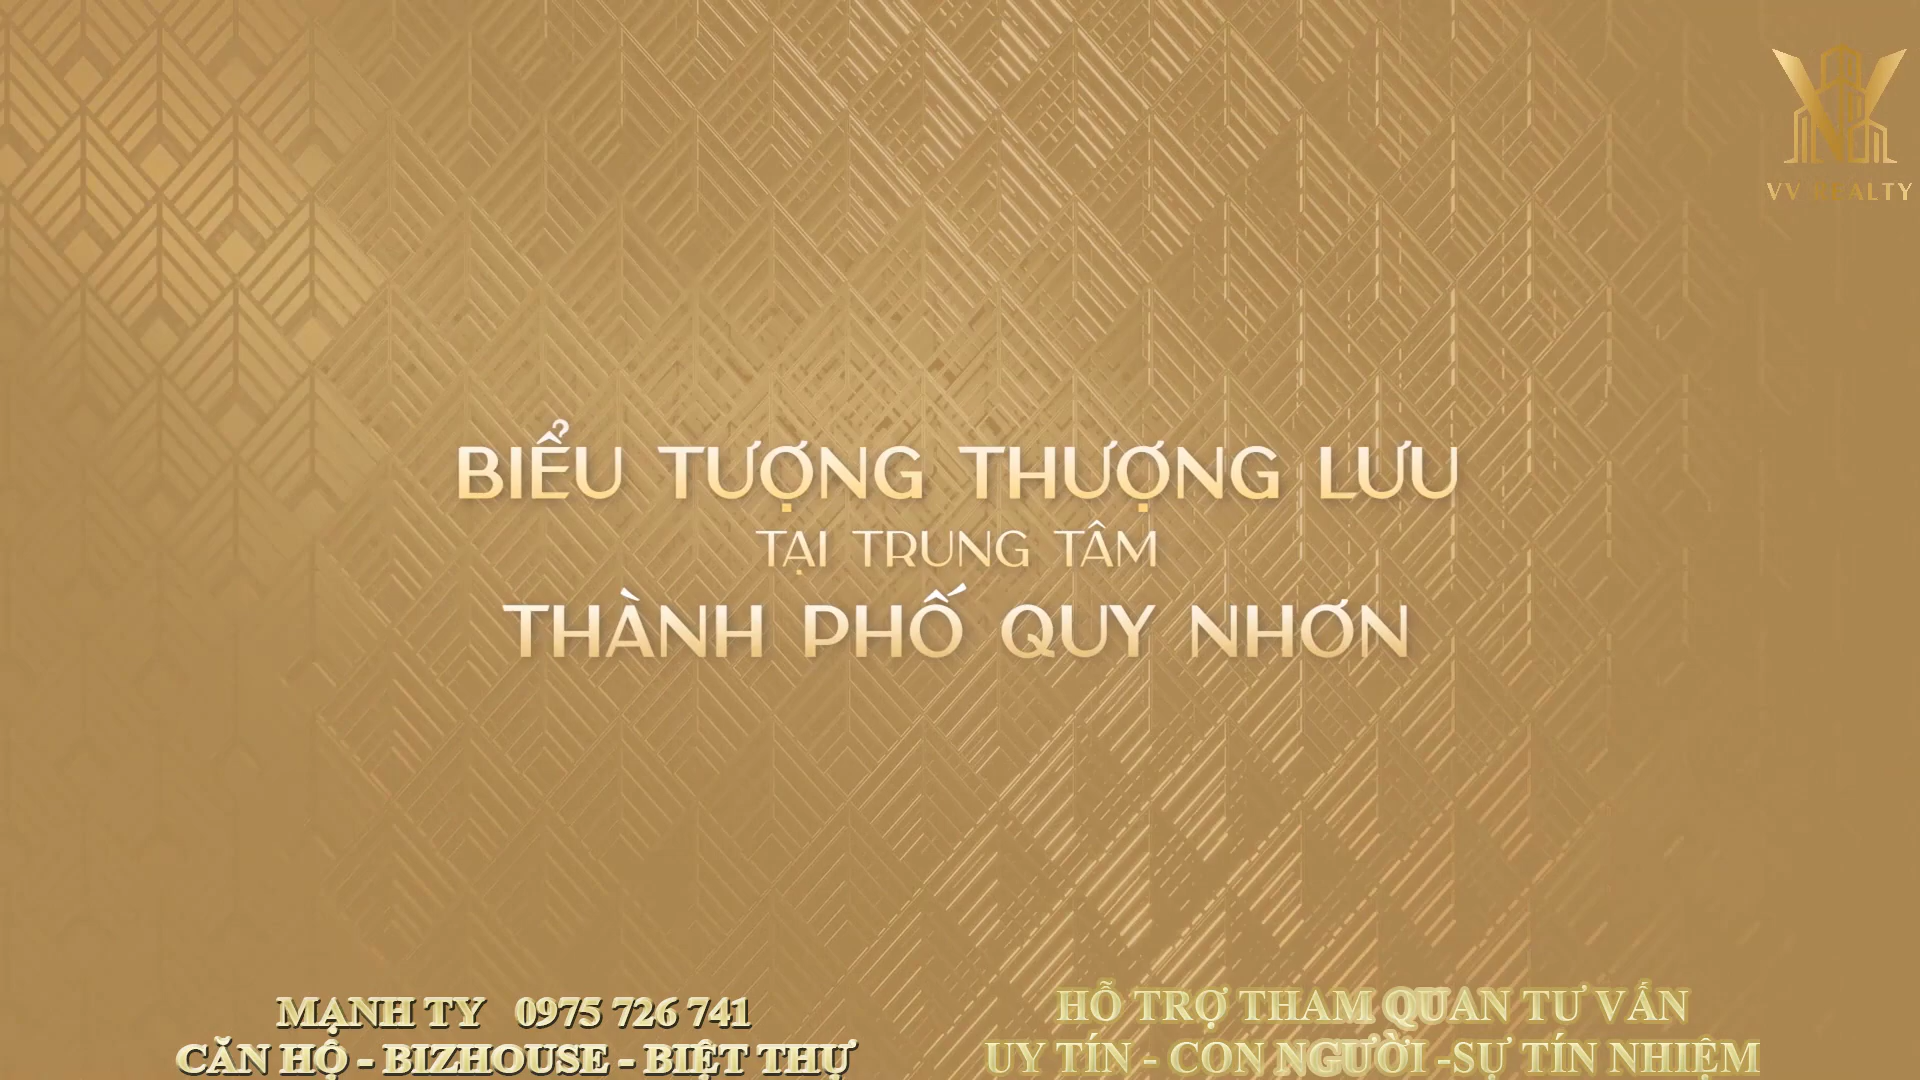 VV REALTY
BIỂU TƯỢNG THƯỢNG LƯU
TẠI TRUNG TÂM
THÀNH PHỐ QUY NHƠN
MẠNH TY 0975 726 741
CĂN HỘ - BIZHOUSE - BIỆT THỰ
HỖ TRỢ THAM QUAN TƯ VẤN
UY TÍN - CON NGƯỜI -SỰ TÍN NHIỆM